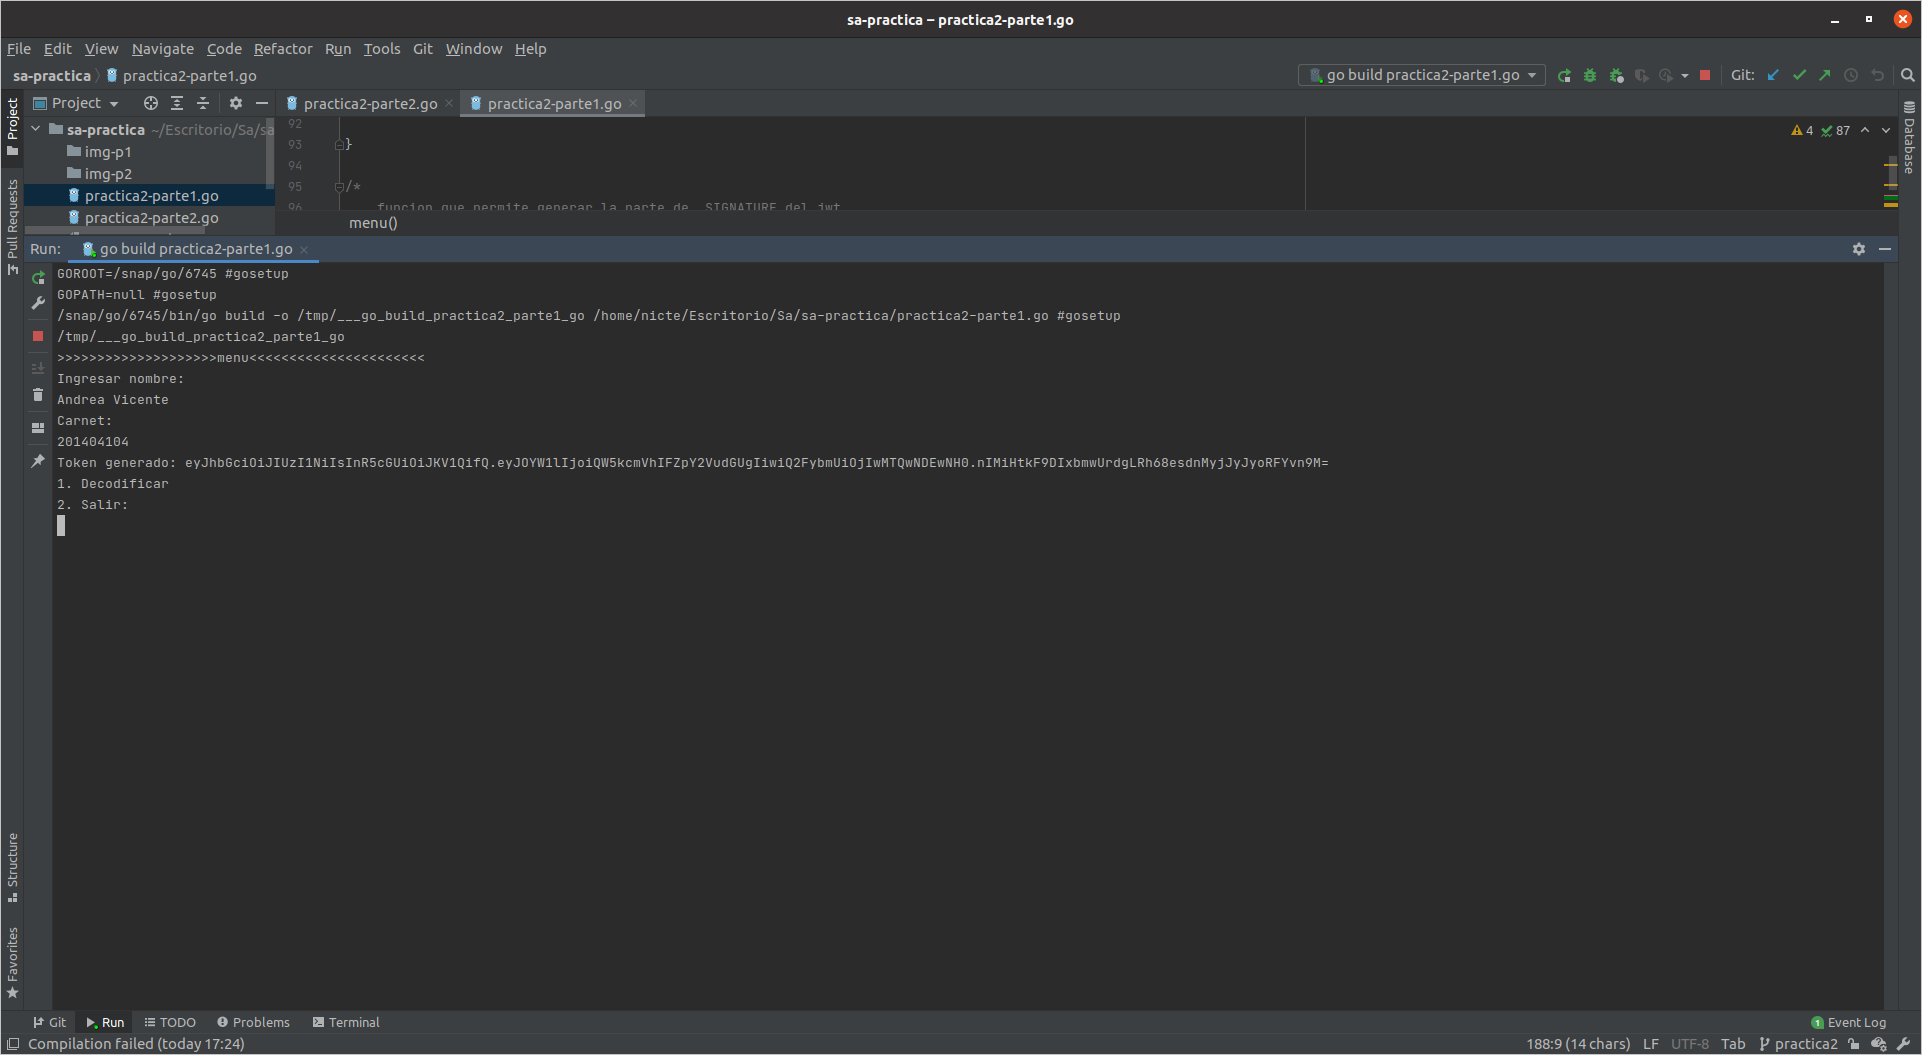 sa-practica – practica2-parte1.go
File Edit View Navigate Code Refactor Run Tools Git Window Help
sa-practica practica2-parte1.go
go build practica2-parte1.go Git:
Project
practica2-parte2.go practica2-parte1.go
sa-practica ~/Escritorio/Sa/sa
img-p1
img-p2
practica2-parte1.go
practica2-parte2.go
92
93 }
94
95 /*
96 funcion que permite generar la parte de SIGNATURE del jwt
4 87
menu()
Project
Pull Requests
Structure
Favorites
Database
Run: go build practica2-parte1.go
GOROOT=/snap/go/6745 #gosetup
GOPATH=null #gosetup
/snap/go/6745/bin/go build -o /tmp/___go_build_practica2_parte1_go /home/nicte/Escritorio/Sa/sa-practica/practica2-parte1.go #gosetup
/tmp/___go_build_practica2_parte1_go
>>>>>>>>>>>>>>>>>>>>menu<<<<<<<<<<<<<<<<<<<<<<
Ingresar nombre:
Andrea Vicente
Carnet:
201404104
Token generado: eyJhbGciOiJIUzI1NiIsInR5cGUiOiJKV1QifQ.eyJOYW1lIjoiQW5kcmVhIFZpY2VudGUgIiwiQ2FybmUiOjIwMTQwNDEwNH0.nIMiHtkF9DIxbmwUrdgLRh68esdnMyjJyJyoRFYvn9M=
1. Decodificar
2. Salir:
Git Run TODO Problems Terminal
1 Event Log
Compilation failed (today 17:24)
188:9 (14 chars) LF UTF-8 Tab practica2